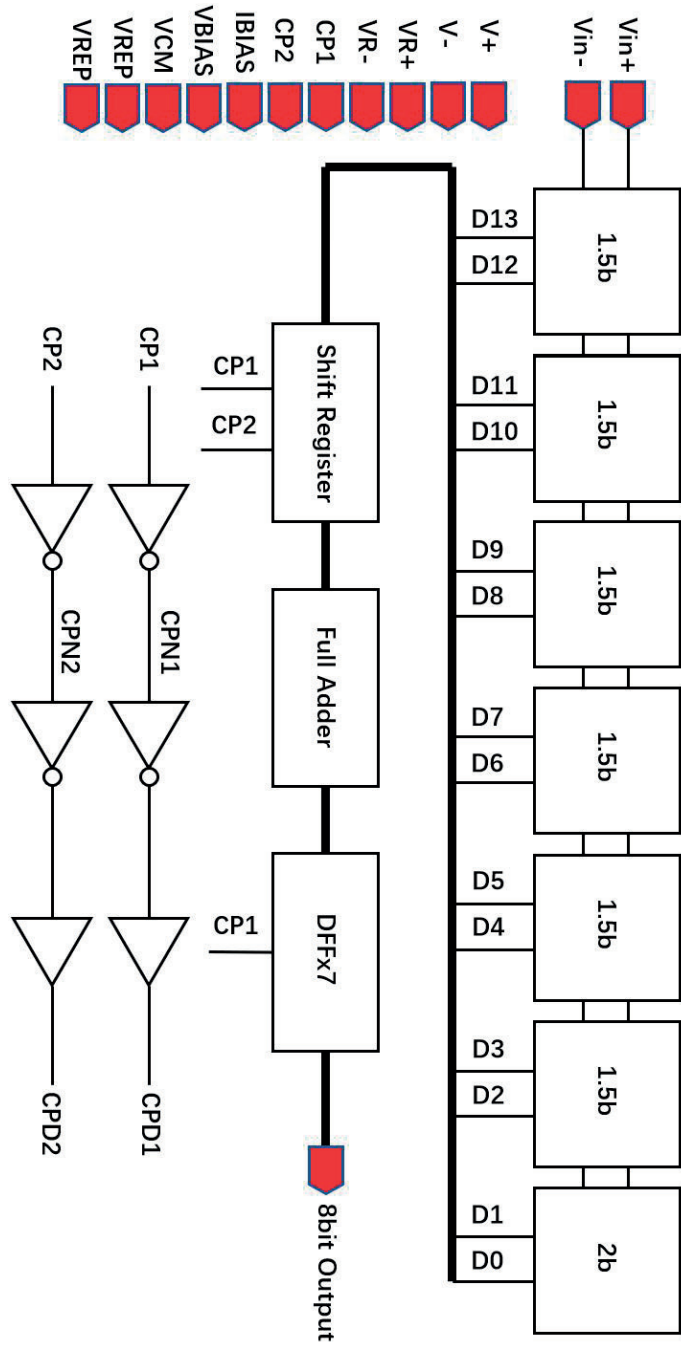 Vin+
Vin-
V+
V-
VR+
VR-
CP1
CP2
IBIAS
VBIAS
VCM
VREP
VREP
1.5b
1.5b
1.5b
1.5b
1.5b
1.5b
2b
D13
D12
D11
D10
D9
D8
D7
D6
D5
D4
D3
D2
D1
D0
Shift Register
CP1
CP2
Full Adder
DFFx7
CP1
8bit Output
CP1
CPN1
CPD1
CP2
CPN2
CPD2